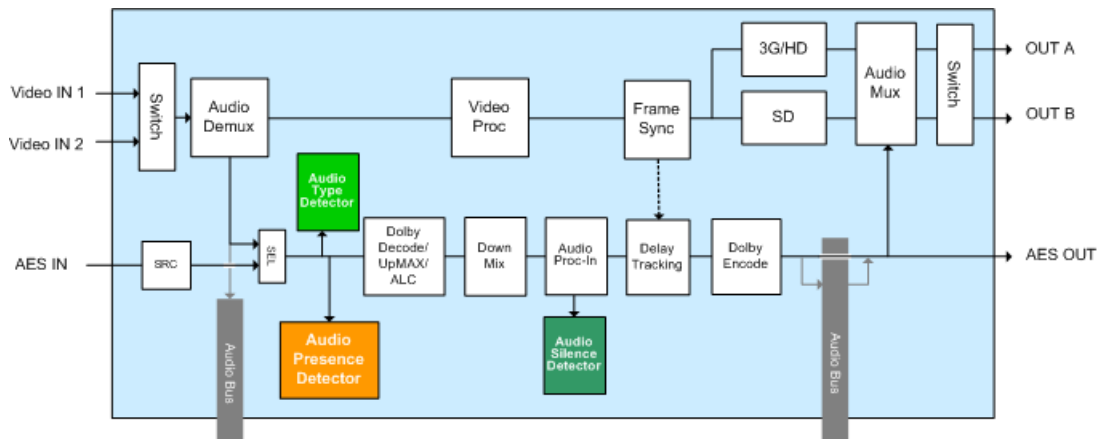 Video IN 1
Video IN 2
AES IN
Switch
Audio
Demux
Video
Proc
Frame
Sync
3G/HD
SD
Audio
Mux
Switch
OUT A
OUT B
SRC
SEL
Audio
Type
Detector
Dolby
Decode/
UpMAX/
ALC
Down
Mix
Audio
Proc-In
Delay
Tracking
Dolby
Encode
AES OUT
Audio
Presence
Detector
Audio
Silence
Detector
Audio Bus
Audio Bus